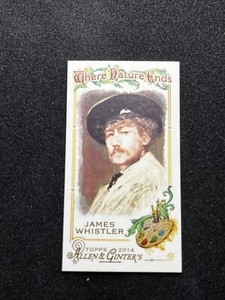 Where Nature Ends
JAMES
WHISTLER
TOPPS 2014
ALLEN & GINTER'S